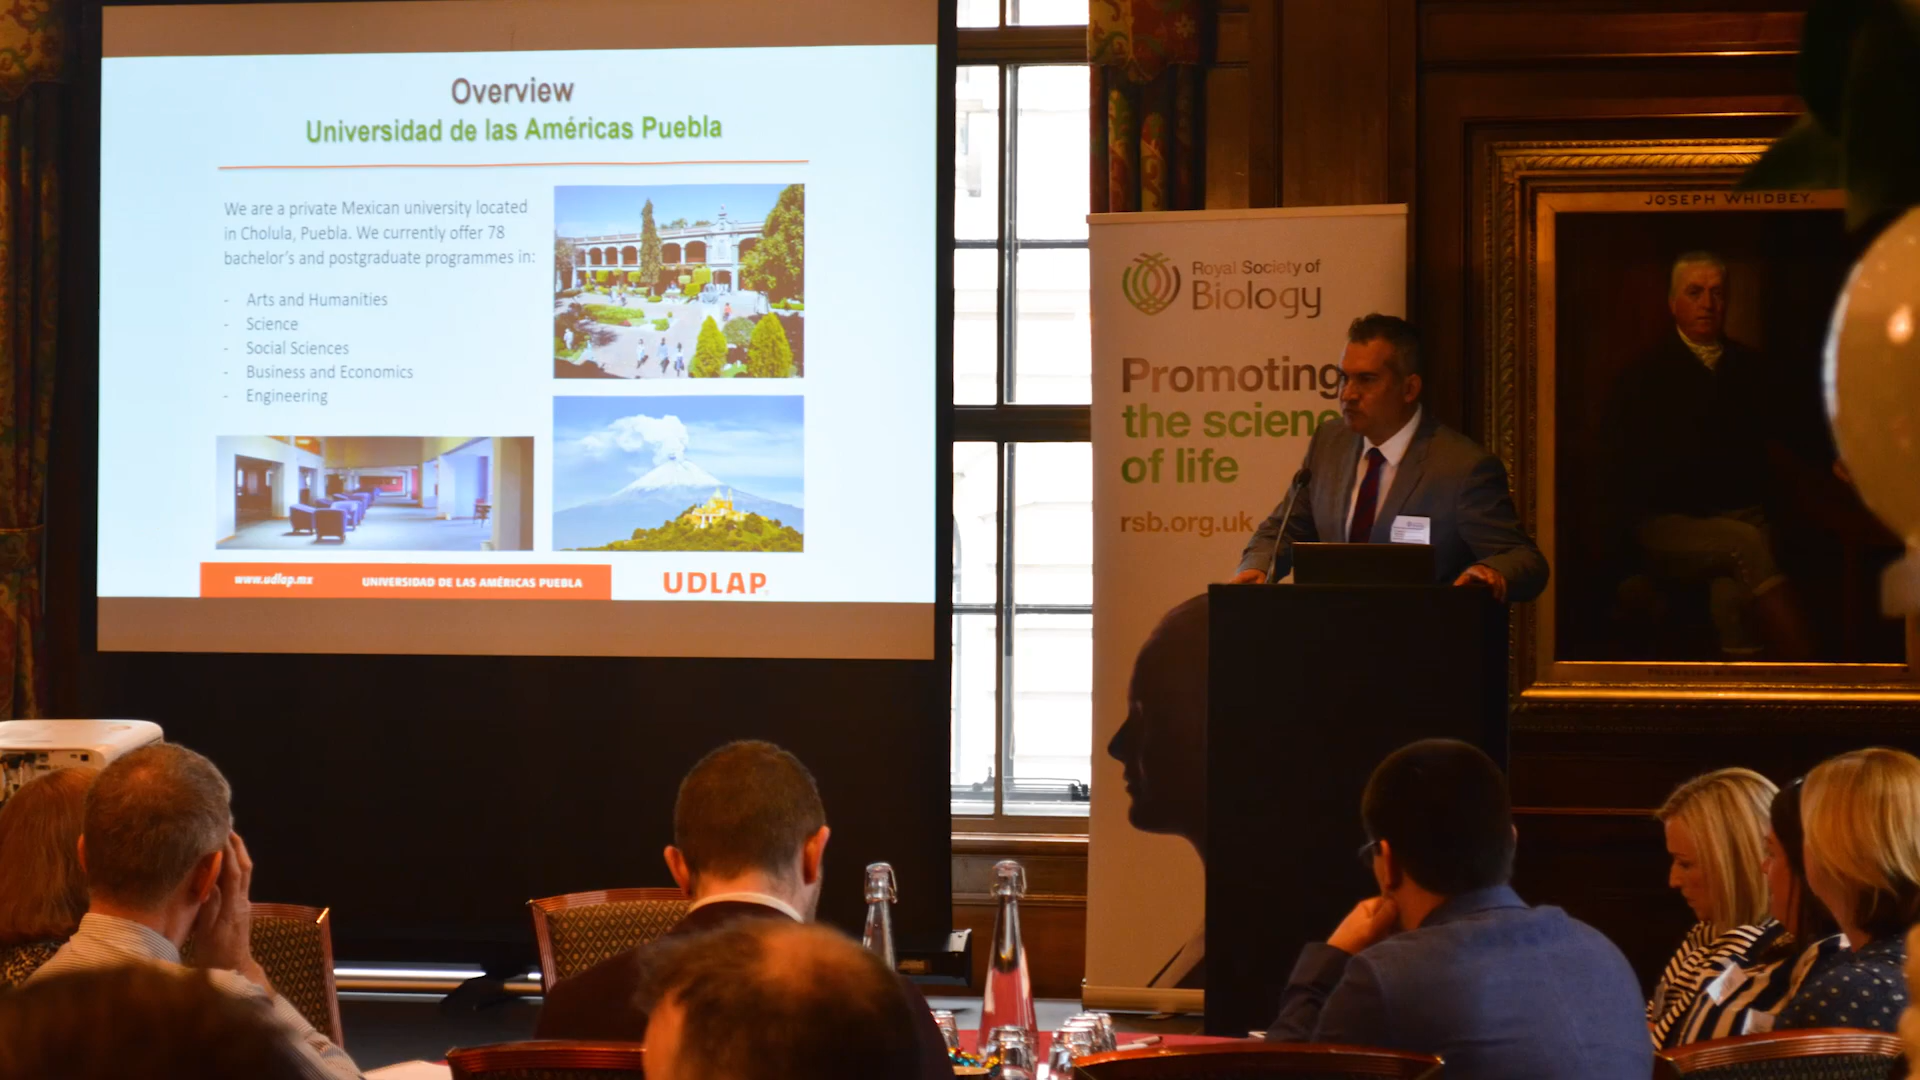 Overview
Universidad de las Américas Puebla
We are a private Mexican university located
in Cholula, Puebla. We currently offer 78
bachelor's and postgraduate programmes in:
- Arts and Humanities
- Science
- Social Sciences
- Business and Economics
- Engineering
www.udlap.mx
UNIVERSIDAD DE LAS AMÉRICAS PUEBLA
UDLAP
Royal Society of
Biology
Promoting
the scien
of life
rsb.org.uk
JOSEPH WHIDBEY.